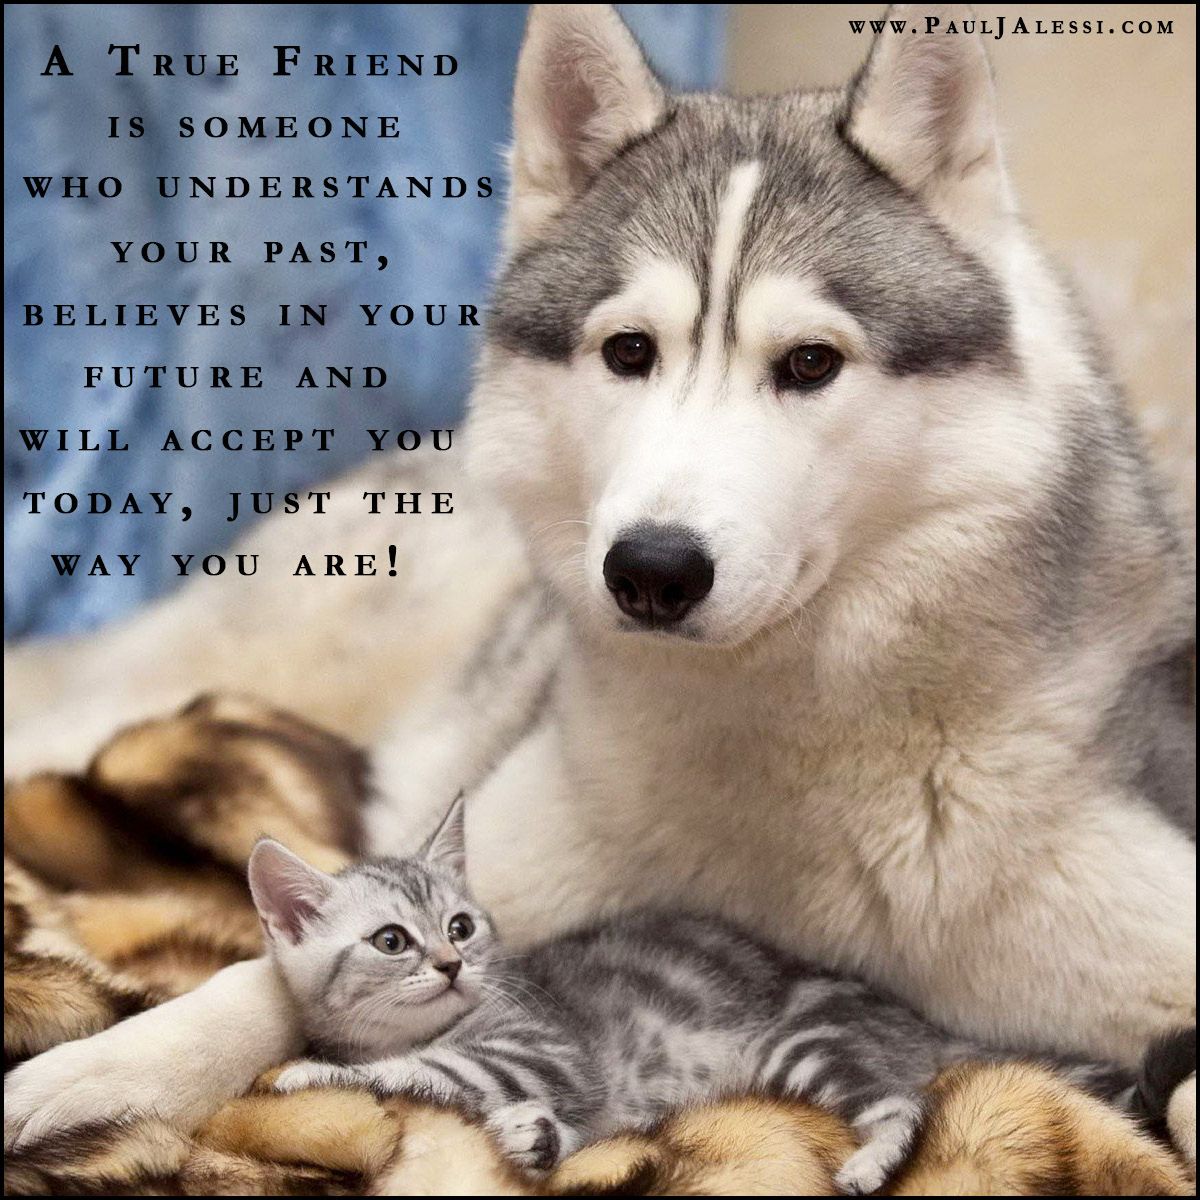 www.PaulJAlessi.com
A True Friend
is someone
who understands
your past,
believes in your
future and
will accept you
today, just the
way you are!